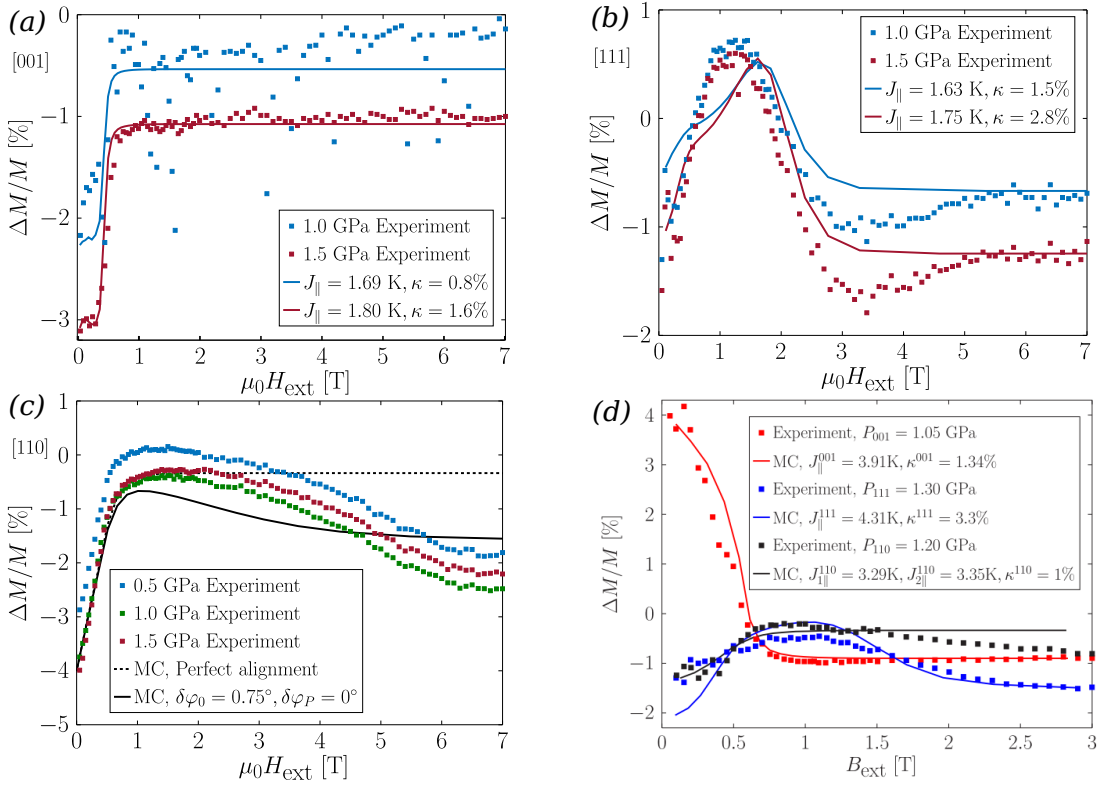 (a)
[001]
0
−1
−2
−3
ΔM/M [%]
1.0 GPa Experiment
1.5 GPa Experiment
J∥ = 1.69 K, κ = 0.8%
J∥ = 1.80 K, κ = 1.6%
0 1 2 3 4 5 6 7
μ0Hext [T]
(b)
[111]
1
0
−1
−2
ΔM/M [%]
1.0 GPa Experiment
1.5 GPa Experiment
J∥ = 1.63 K, κ = 1.5%
J∥ = 1.75 K, κ = 2.8%
0 1 2 3 4 5 6 7
μ0Hext [T]
(c)
[110]
1
0
−1
−2
−3
−4
−5
ΔM/M [%]
0.5 GPa Experiment
1.0 GPa Experiment
1.5 GPa Experiment
MC, Perfect alignment
MC, δφ0 = 0.75°, δφP = 0°
0 1 2 3 4 5 6 7
μ0Hext [T]
(d)
4
3
2
1
0
−1
−2
ΔM/M [%]
Experiment, P001 = 1.05 GPa
MC, J∥^001 = 3.91K, κ^001 = 1.34%
Experiment, P111 = 1.30 GPa
MC, J∥^111 = 4.31K, κ^111 = 3.3%
Experiment, P110 = 1.20 GPa
MC, J1∥^110 = 3.29K, J2∥^110 = 3.35K, κ^110 = 1%
0 0.5 1 1.5 2 2.5 3
Bext [T]